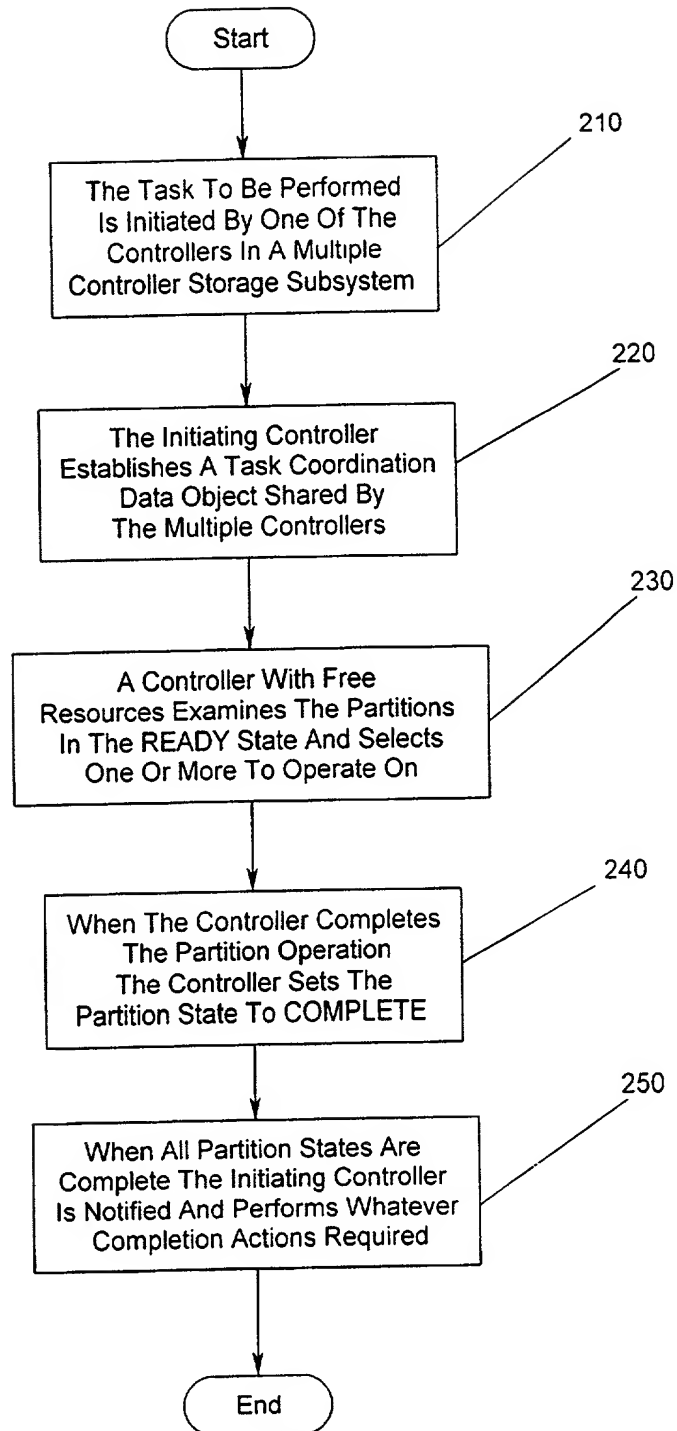 Start
210
The Task To Be Performed
Is Initiated By One Of The
Controllers In A Multiple
Controller Storage Subsystem
220
The Initiating Controller
Establishes A Task Coordination
Data Object Shared By
The Multiple Controllers
230
A Controller With Free
Resources Examines The Partitions
In The READY State And Selects
One Or More To Operate On
240
When The Controller Completes
The Partition Operation
The Controller Sets The
Partition State To COMPLETE
250
When All Partition States Are
Complete The Initiating Controller
Is Notified And Performs Whatever
Completion Actions Required
End